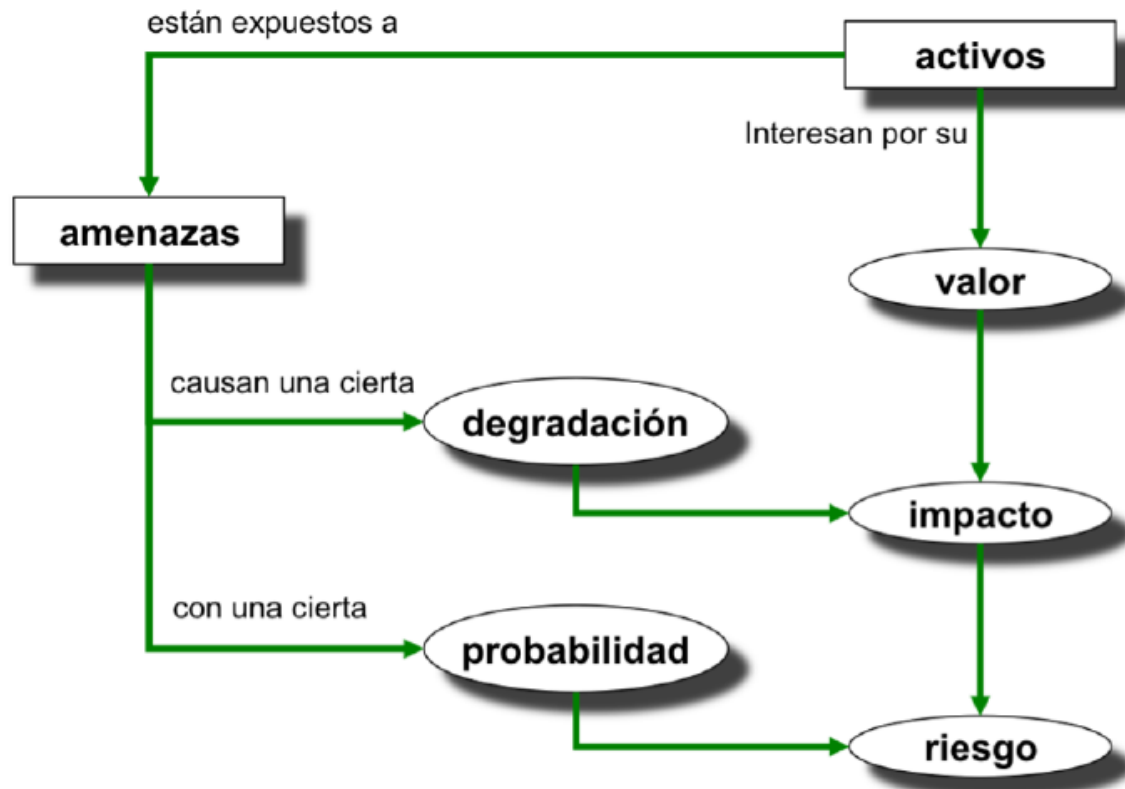 están expuestos a
activos
Interesan por su
amenazas
valor
causan una cierta
degradación
impacto
con una cierta
probabilidad
riesgo